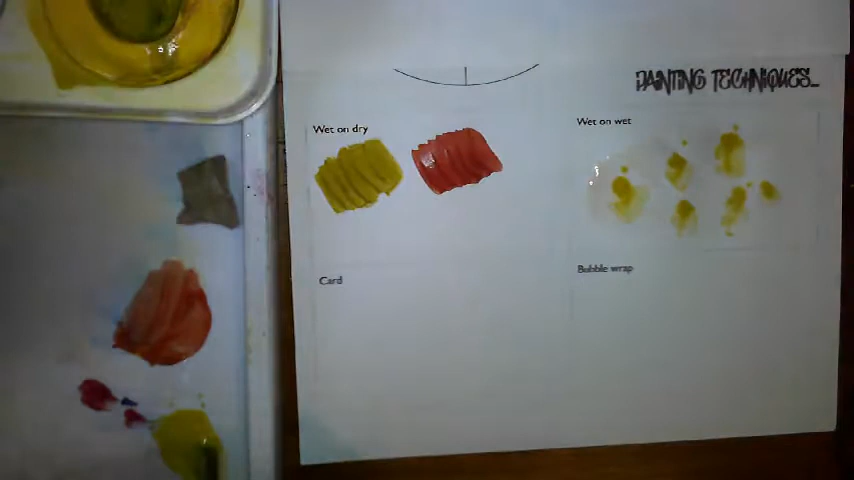 PAINTING TECHNIQUES...
Wet on dry
Wet on wet
Card
Bubble wrap